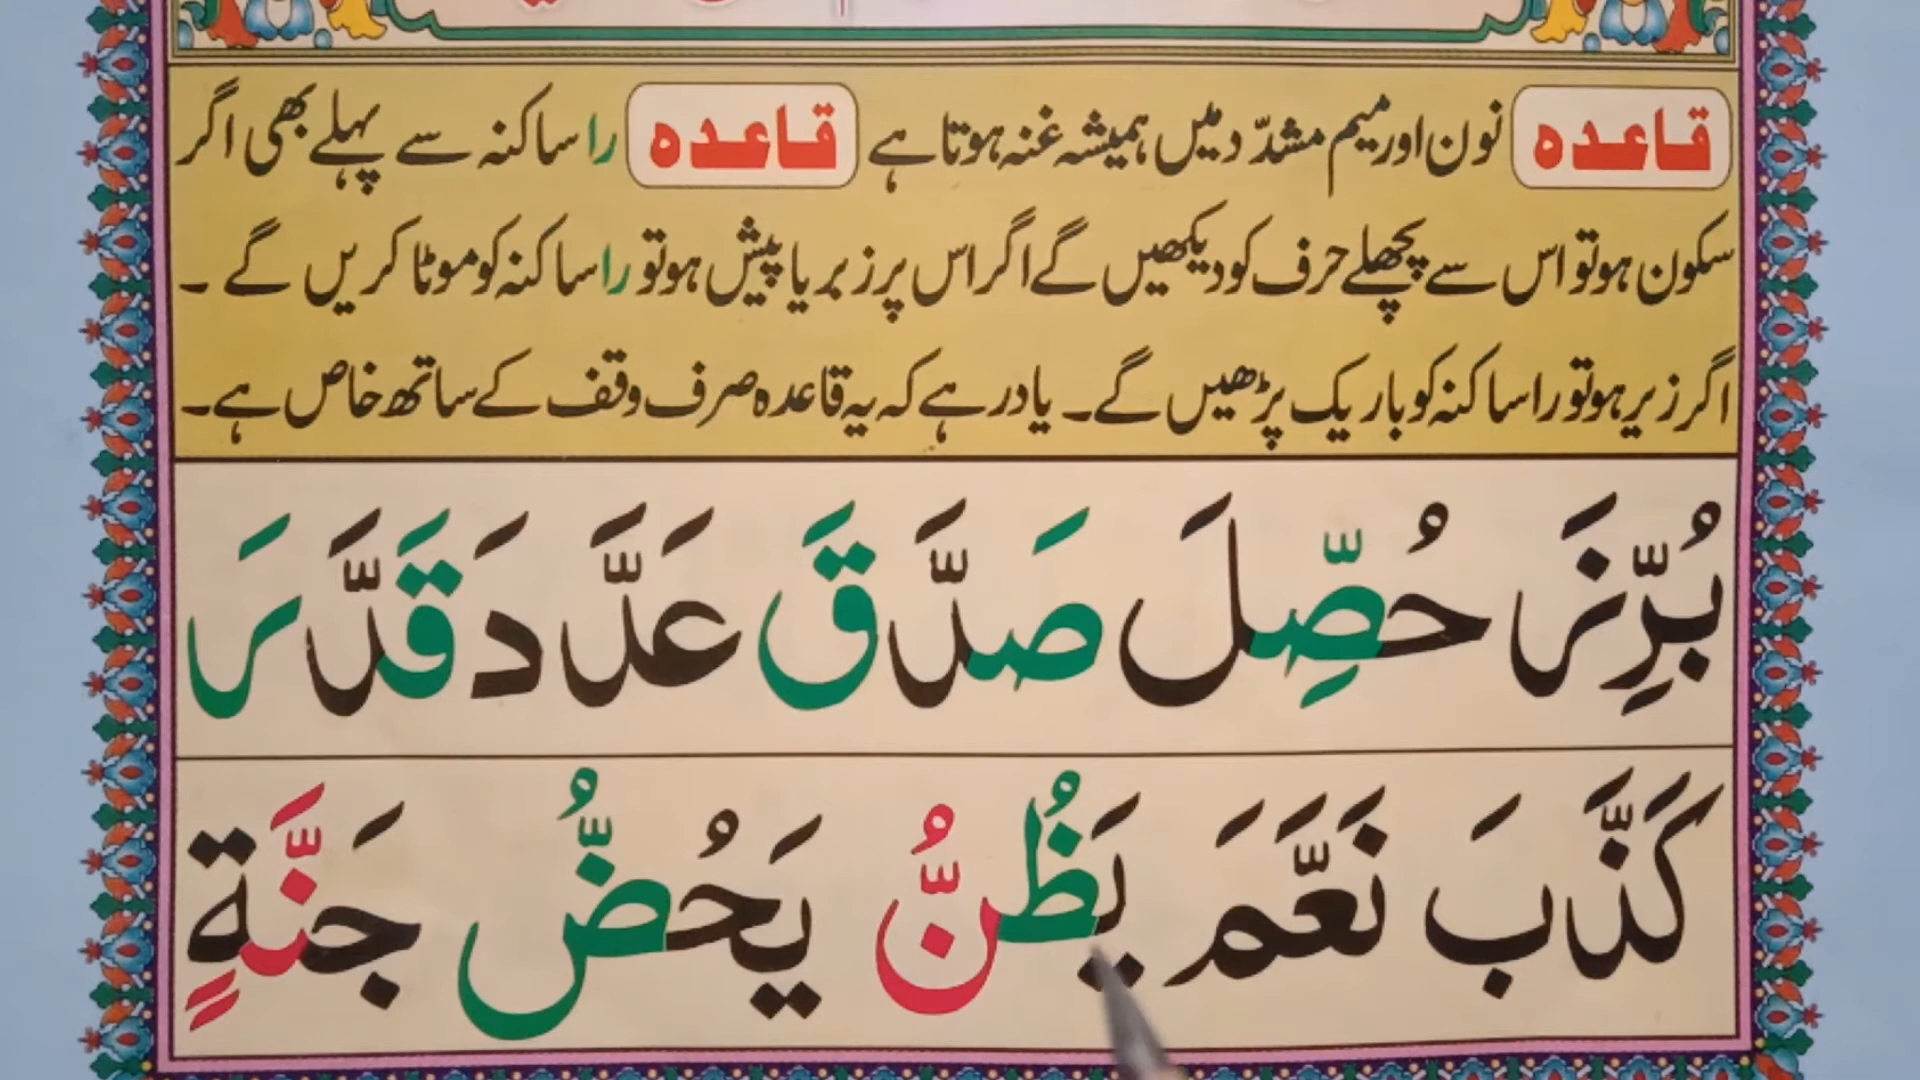 قاعدہ نون اور میم مشدّد میں ہمیشہ غنہ ہوتا ہے قاعدہ را ساکنہ سے پہلے بھی اگر
سکون ہو تو اس سے پچھلے حرف کو دیکھیں گے اگر اس پر زبر یا پیش ہو تو را ساکنہ کو موٹا کریں گے ۔
اگر زیر ہو تو را ساکنہ کو باریک پڑھیں گے ۔ یاد رہے کہ یہ قاعدہ صرف وقف کے ساتھ خاص ہے ۔
بُرِّزَ حُصِّلَ صَدَّقَ عَدَّدَ قَدَّرَ
كَذَّبَ نَعَّمَ يَظُنُّ يَحُضُّ جَنَّةٍ